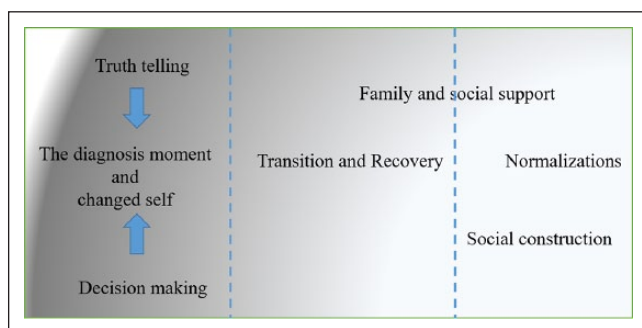 Truth telling
The diagnosis moment
and
changed self
Decision making
Family and social support
Transition and Recovery
Normalizations
Social construction